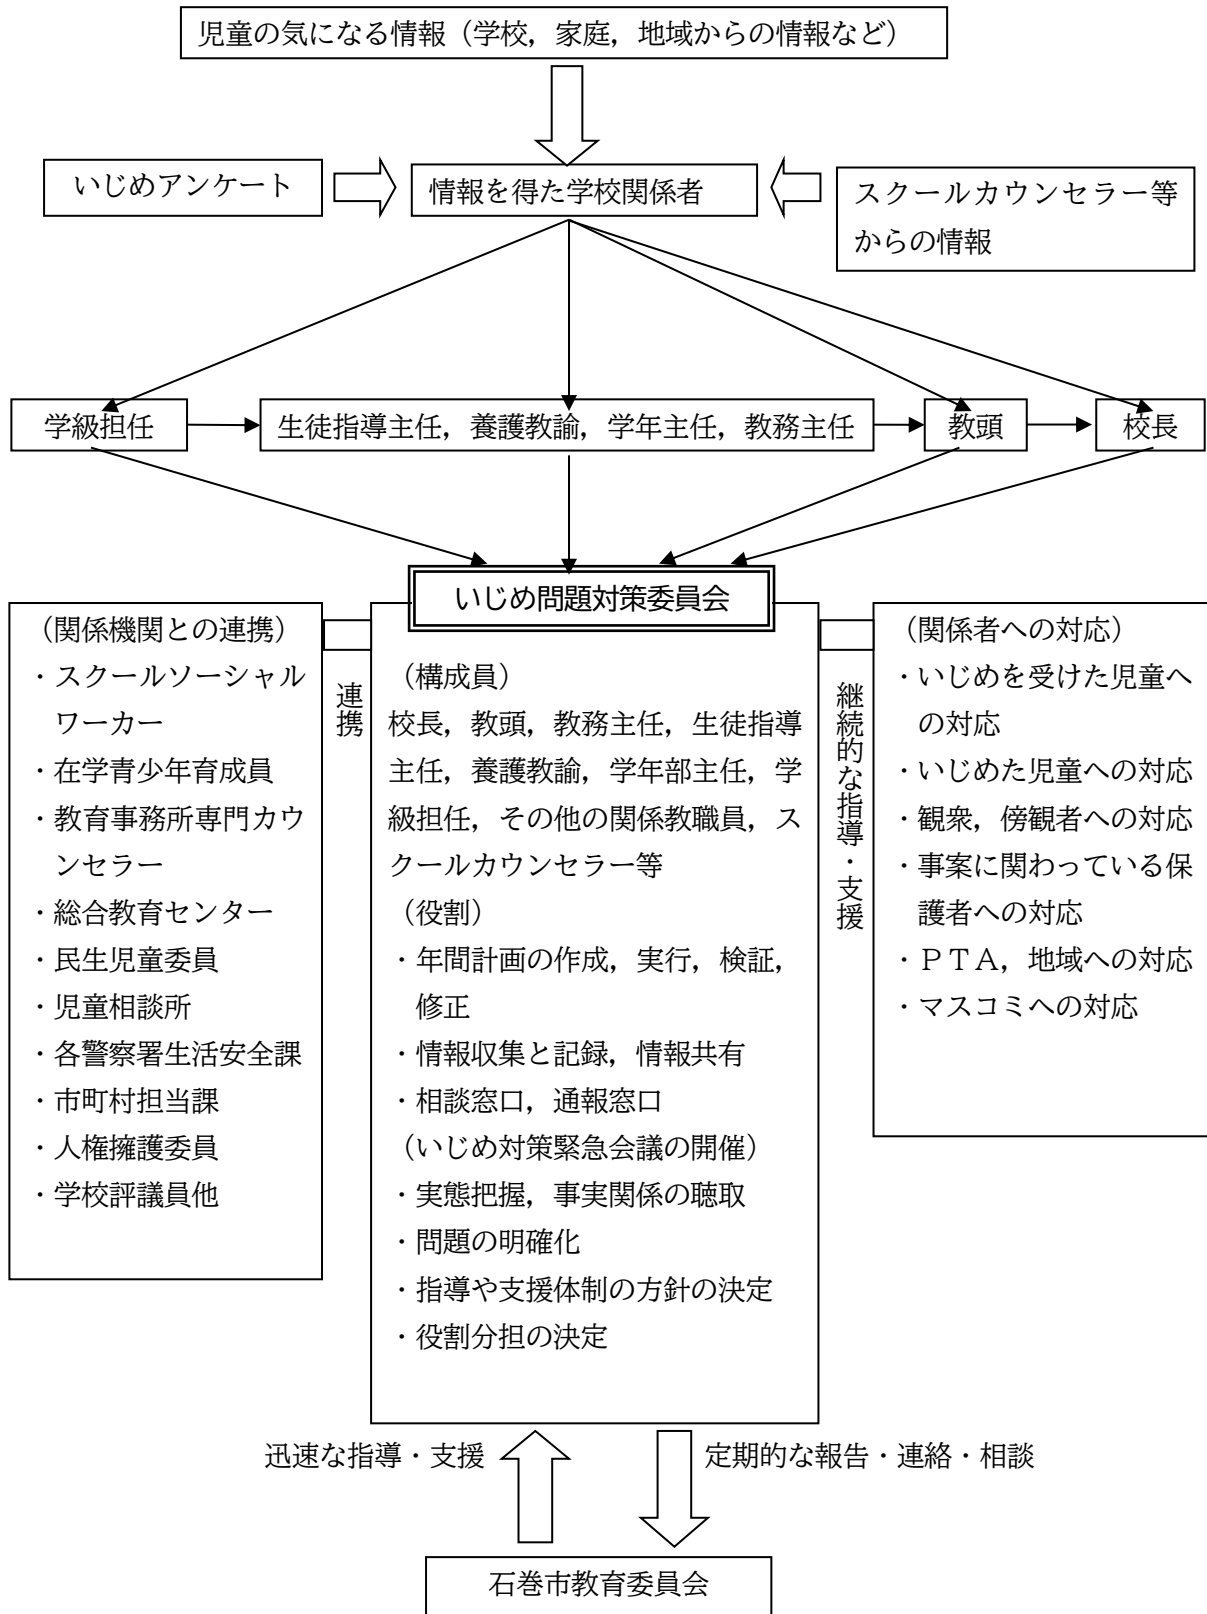 児童の気になる情報（学校，家庭，地域からの情報など）
いじめアンケート
情報を得た学校関係者
スクールカウンセラー等
からの情報
学級担任
生徒指導主任，養護教諭，学年主任，教務主任
教頭
校長
いじめ問題対策委員会
（関係機関との連携）
・スクールソーシャル
ワーカー
・在学青少年育成員
・教育事務所専門カウ
ンセラー
・総合教育センター
・民生児童委員
・児童相談所
・各警察署生活安全課
・市町村担当課
・人権擁護委員
・学校評議員他
連携
（構成員）
校長，教頭，教務主任，生徒指導
主任，養護教諭，学年部主任，学
級担任，その他の関係教職員，ス
クールカウンセラー等
（役割）
・年間計画の作成，実行，検証，
修正
・情報収集と記録，情報共有
・相談窓口，通報窓口
（いじめ対策緊急会議の開催）
・実態把握，事実関係の聴取
・問題の明確化
・指導や支援体制の方針の決定
・役割分担の決定
継続的な指導・支援
（関係者への対応）
・いじめを受けた児童へ
の対応
・いじめた児童への対応
・観衆，傍観者への対応
・事案に関わっている保
護者への対応
・ＰＴＡ，地域への対応
・マスコミへの対応
迅速な指導・支援
定期的な報告・連絡・相談
石巻市教育委員会